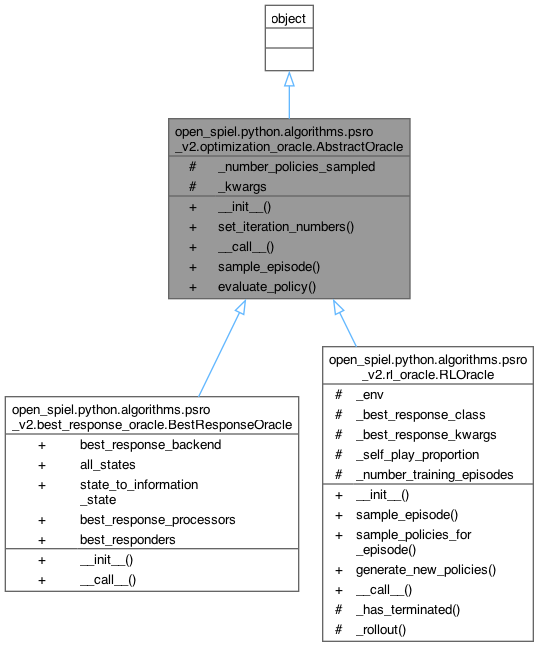 object
open_spiel.python.algorithms.psro
_v2.optimization_oracle.AbstractOracle
# _number_policies_sampled
# _kwargs
+ __init__()
+ set_iteration_numbers()
+ __call__()
+ sample_episode()
+ evaluate_policy()
open_spiel.python.algorithms.psro
_v2.best_response_oracle.BestResponseOracle
+ best_response_backend
+ all_states
+ state_to_information
_state
+ best_response_processors
+ best_responders
+ __init__()
+ __call__()
open_spiel.python.algorithms.psro
_v2.rl_oracle.RLOracle
# _env
# _best_response_class
# _best_response_kwargs
# _self_play_proportion
# _number_training_episodes
+ __init__()
+ sample_episode()
+ sample_policies_for
_episode()
+ generate_new_policies()
+ __call__()
# _has_terminated()
# _rollout()